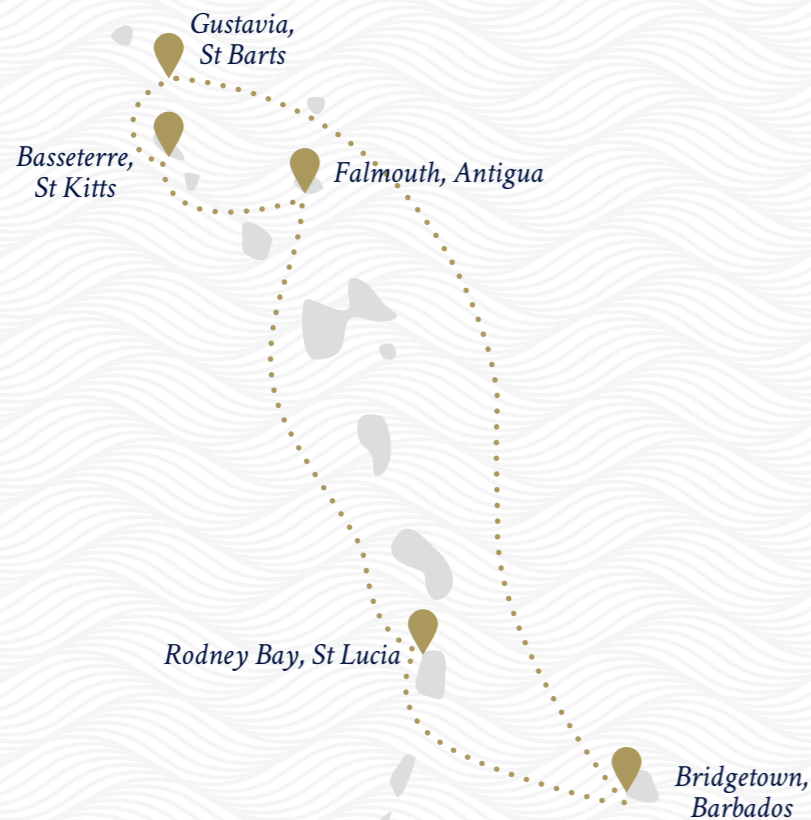 Gustavia,
St Barts
Basseterre,
St Kitts
Falmouth, Antigua
Rodney Bay, St Lucia
Bridgetown,
Barbados